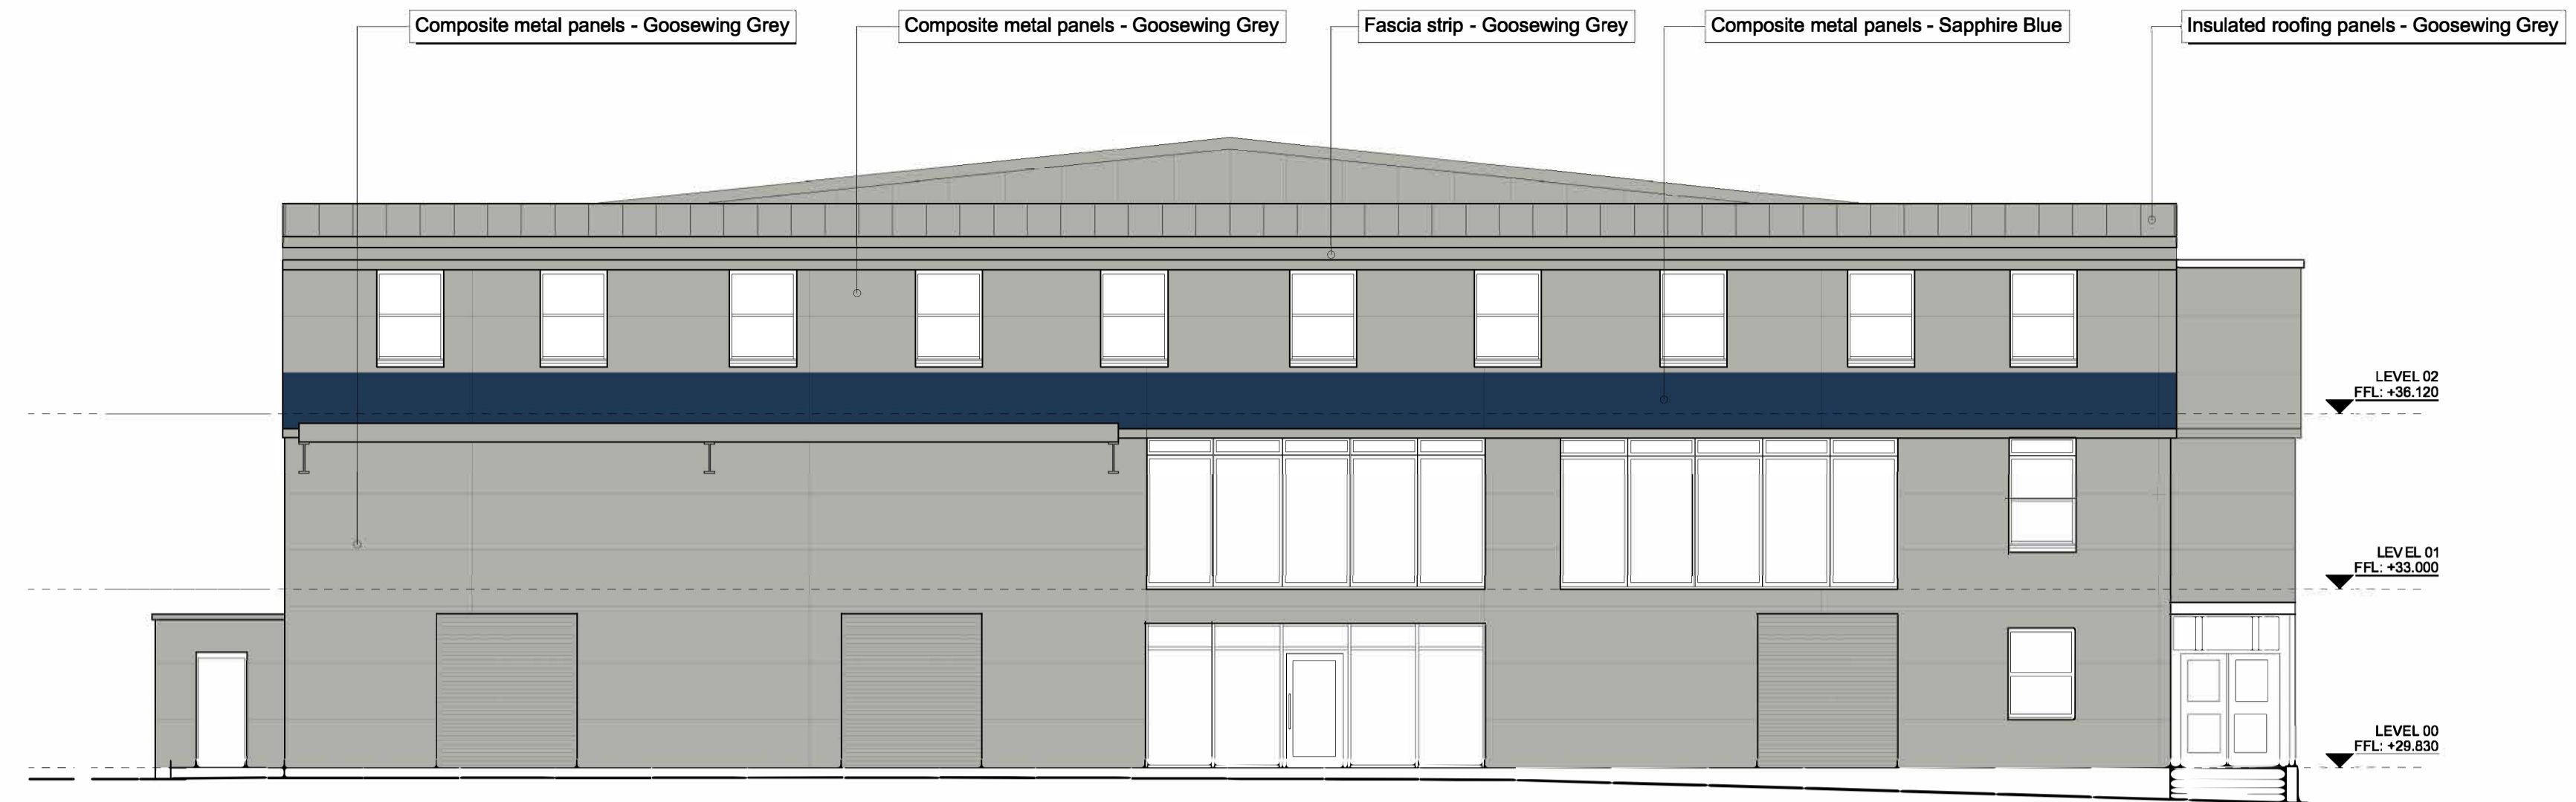 Composite metal panels - Goosewing Grey
Composite metal panels - Goosewing Grey
Fascia strip - Goosewing Grey
Composite metal panels - Sapphire Blue
Insulated roofing panels - Goosewing Grey
LEVEL 02
FFL: +36.120
LEVEL 01
FFL: +33.000
LEVEL 00
FFL: +29.830